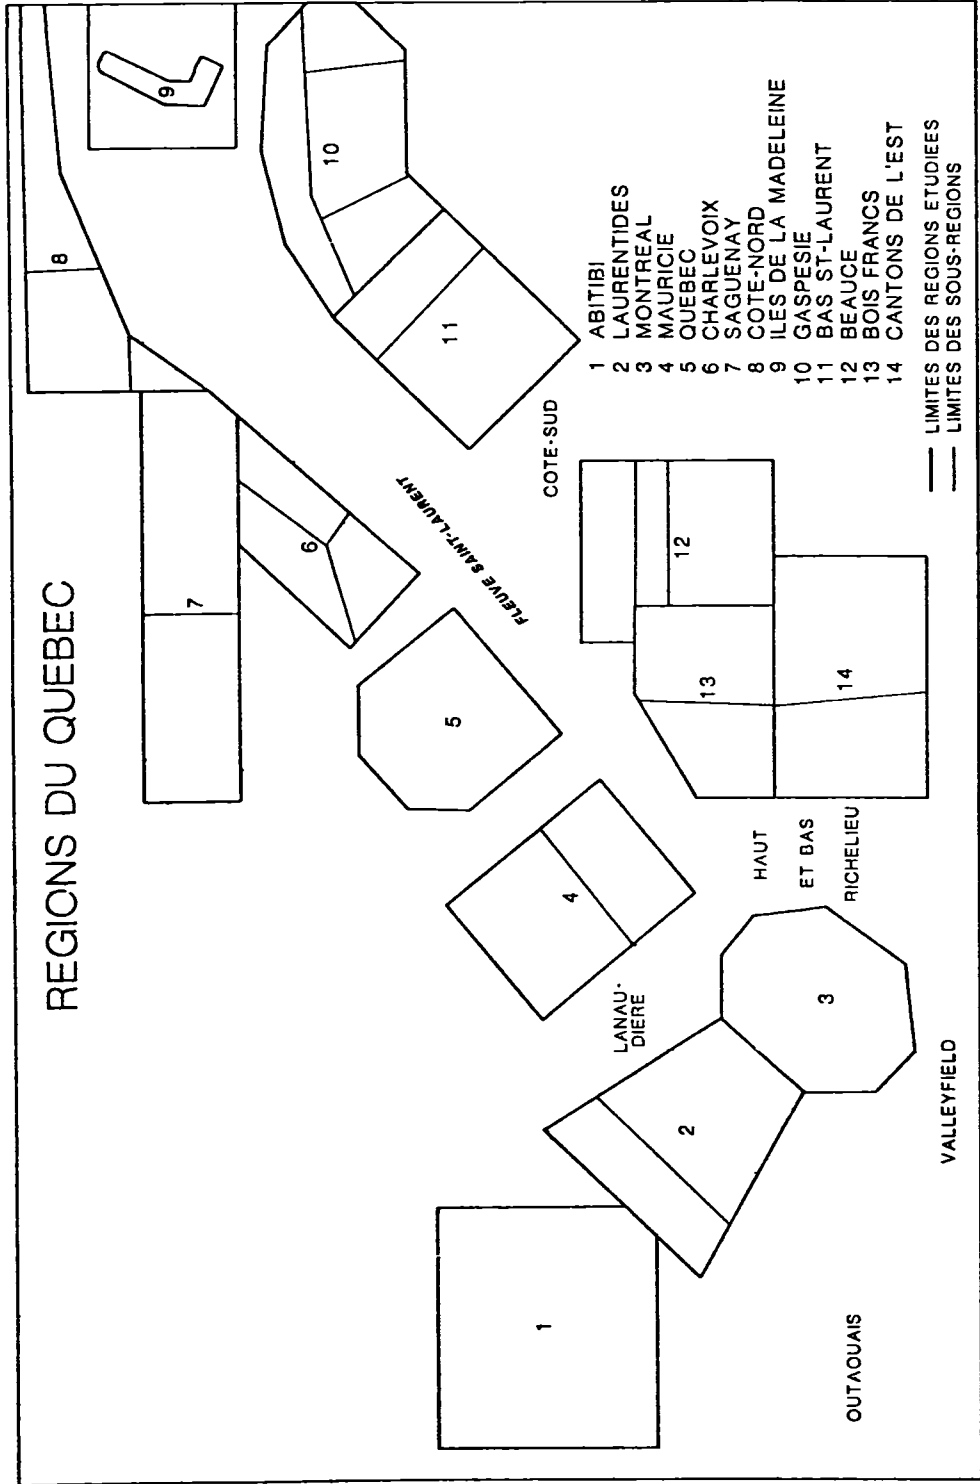 REGIONS DU QUEBEC
8
9
7
10
6
11
5
4
FLEUVE SAINT-LAURENT
COTE-SUD
1 ABITIBI
2 LAURENTIDES
3 MONTREAL
4 MAURICIE
5 QUEBEC
6 CHARLEVOIX
7 SAGUENAY
8 COTE-NORD
9 ILES DE LA MADELEINE
10 GASPESIE
11 BAS ST-LAURENT
12 BEAUCE
13 BOIS FRANCS
14 CANTONS DE L'EST
LIMITES DES REGIONS ETUDIEES
LIMITES DES SOUS-REGIONS
1
2
LANAU-
DIERE
3
12
13
14
HAUT
ET BAS
RICHELIEU
OUTAOUAIS
VALLEYFIELD